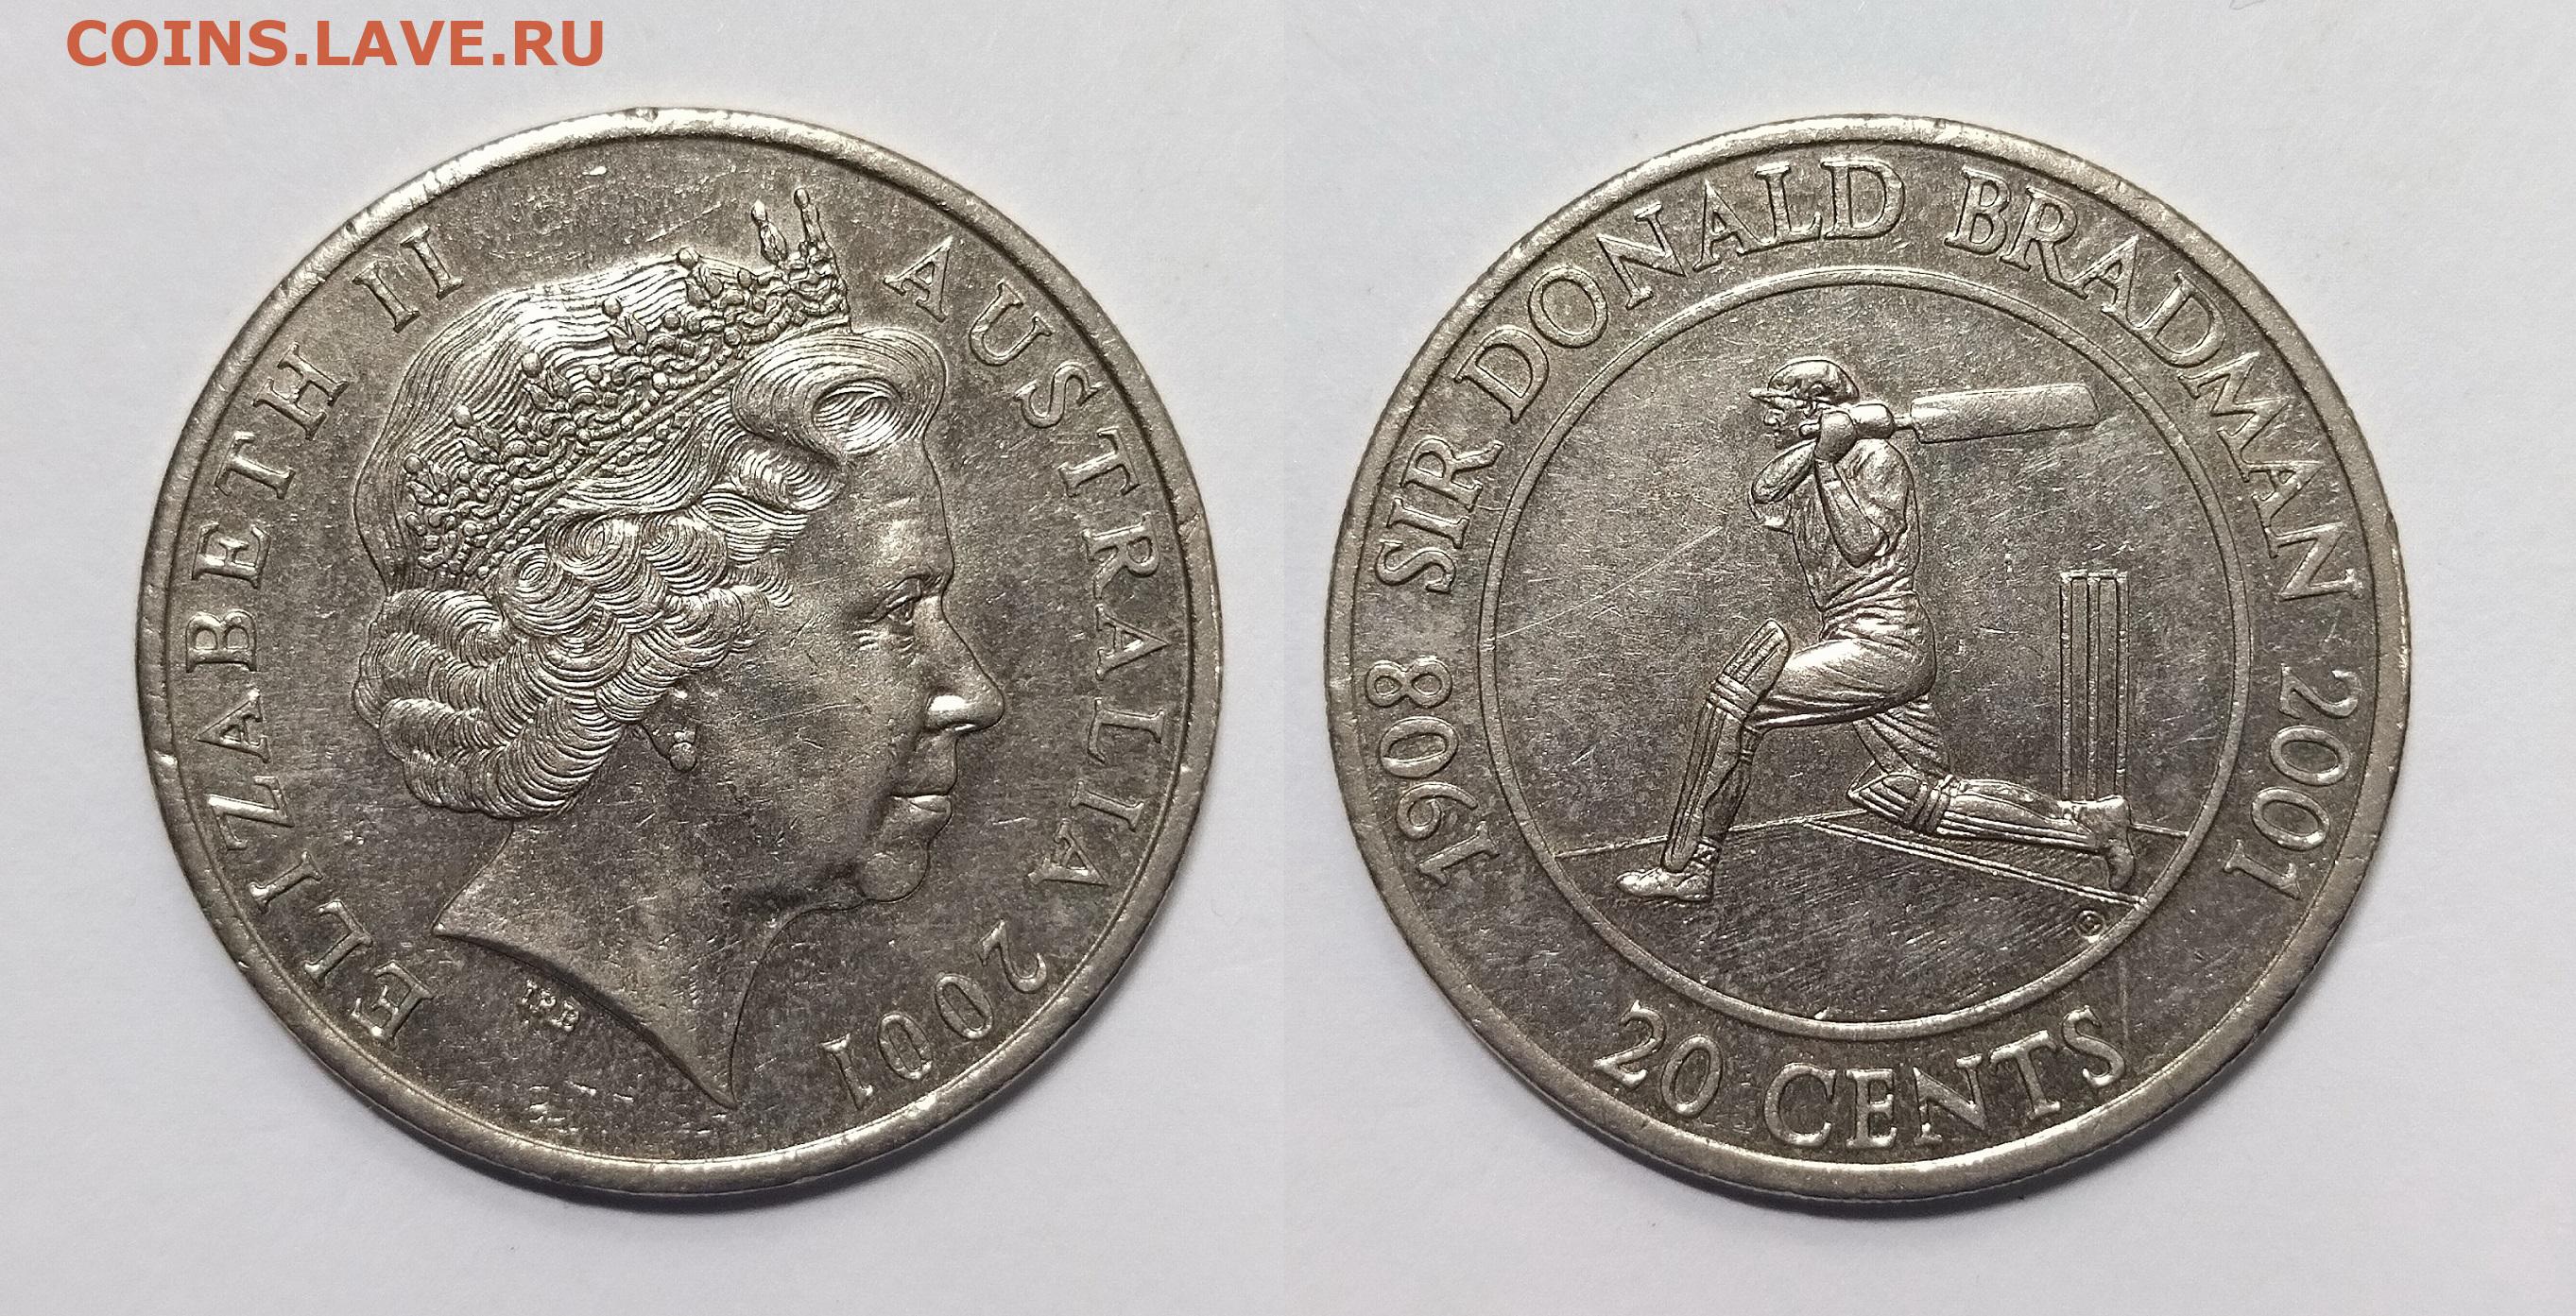 COINS.LAVE.RU
ELIZABETH II AUSTRALIA 2001
IRB
1908 SIR DONALD BRADMAN 2001
20 CENTS